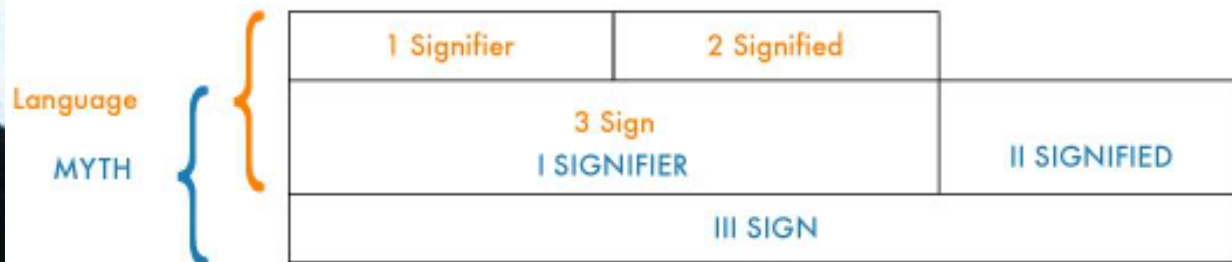 1 Signifier
2 Signified
Language
3 Sign
MYTH
I SIGNIFIER
II SIGNIFIED
III SIGN